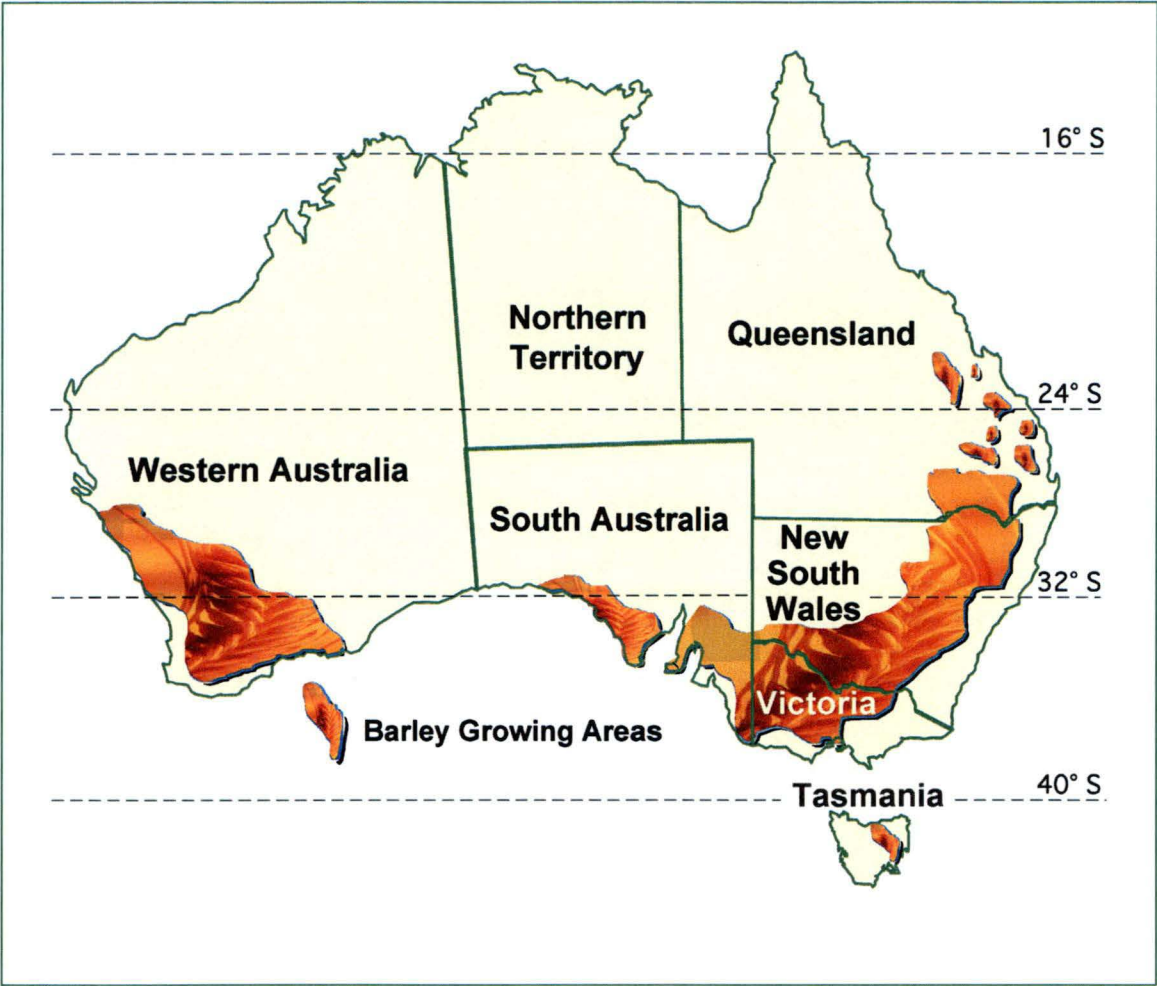 16° S
Northern
Territory
Queensland
24° S
Western Australia
South Australia
New
South
Wales
32° S
Victoria
Barley Growing Areas
40° S
Tasmania